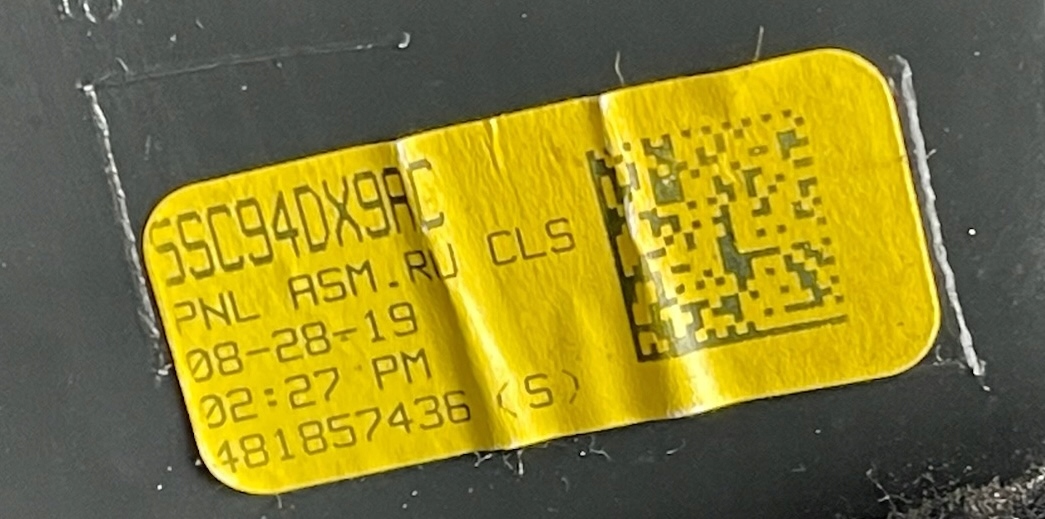 5SC94DX9AC
PNL ASM.RU CLS
08-28-19
02:27 PM
481857436 (S)